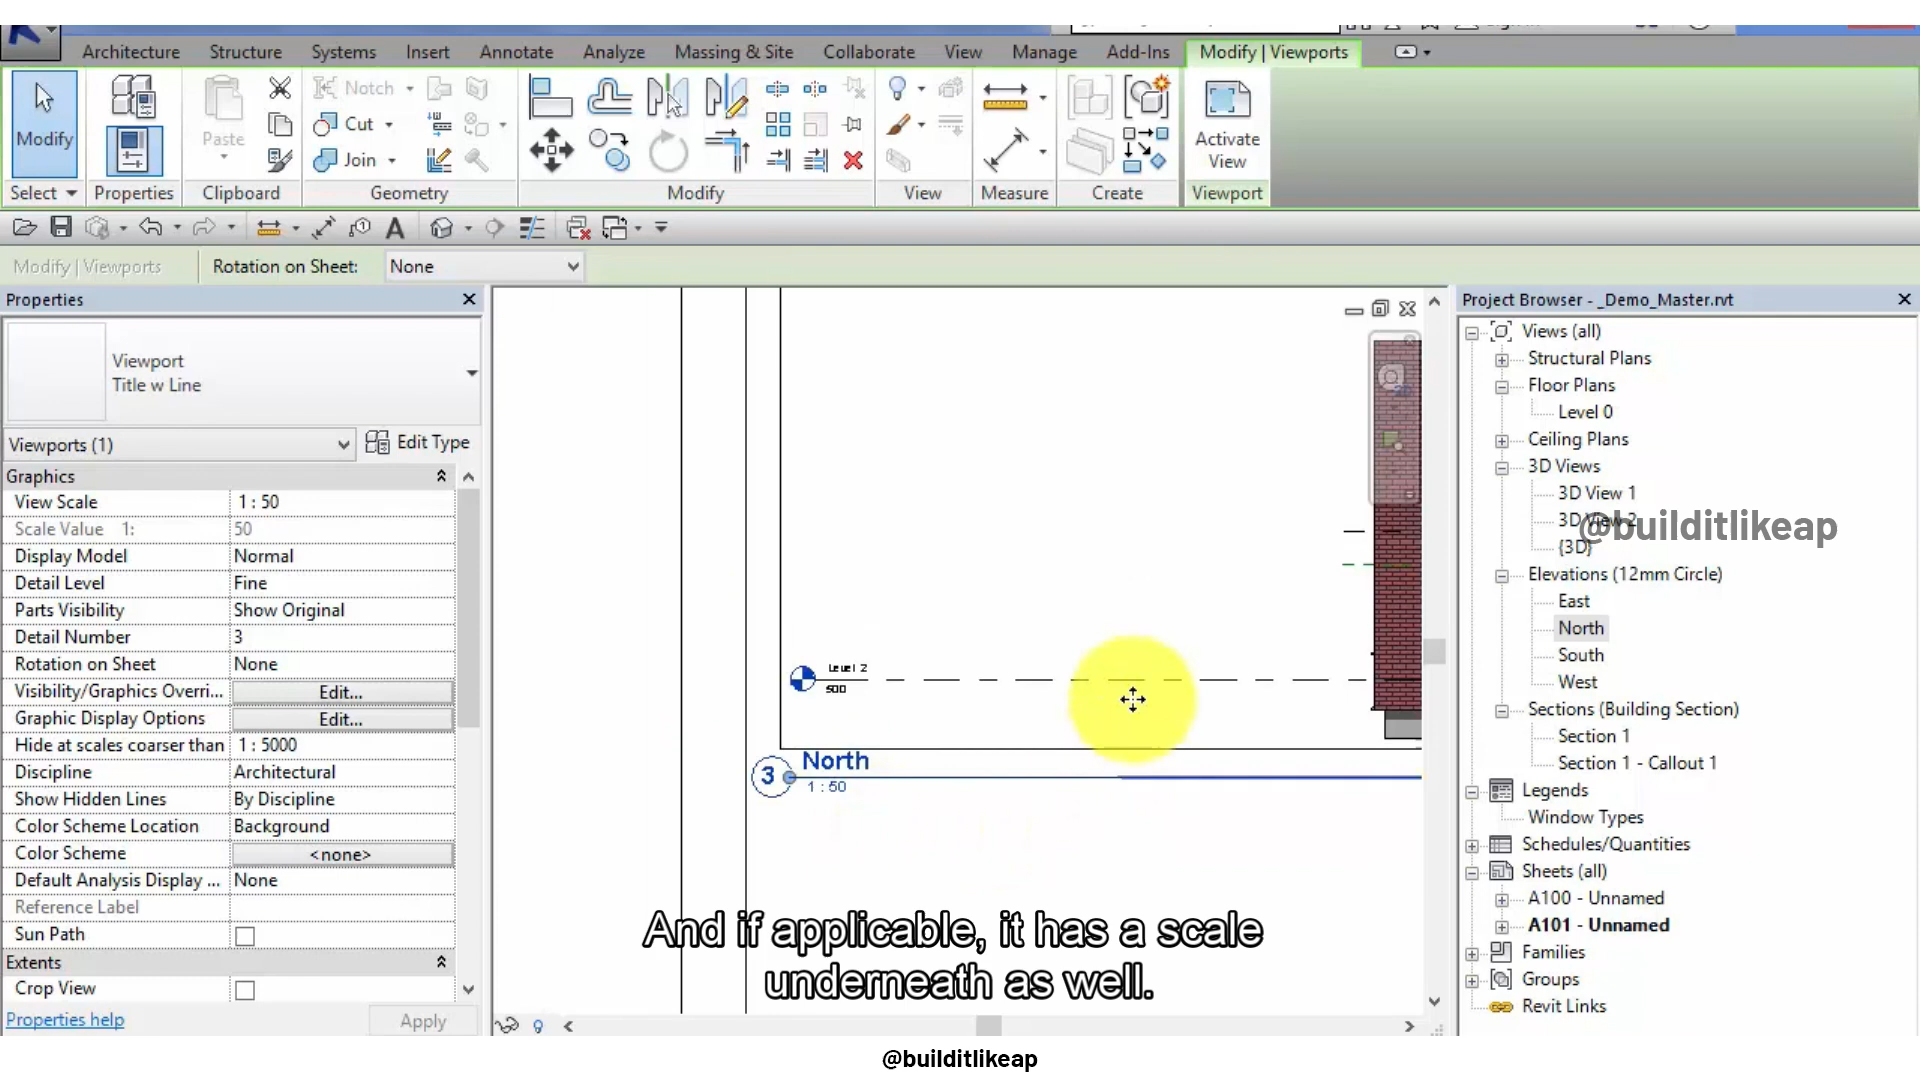 Architecture Structure Systems Insert Annotate Analyze Massing & Site Collaborate View Manage Add-Ins Modify | Viewports
Modify
Paste
Notch
Cut
Join
Activate
View
Select Properties Clipboard Geometry Modify View Measure Create Viewport
Modify | Viewports Rotation on Sheet: None
Properties
Viewport
Title w Line
Viewports (1) Edit Type
Graphics
View Scale 1 : 50
Scale Value 1: 50
Display Model Normal
Detail Level Fine
Parts Visibility Show Original
Detail Number 3
Rotation on Sheet None
Visibility/Graphics Overri... Edit...
Graphic Display Options Edit...
Hide at scales coarser than 1 : 5000
Discipline Architectural
Show Hidden Lines By Discipline
Color Scheme Location Background
Color Scheme <none>
Default Analysis Display ... None
Reference Label
Sun Path
Extents
Crop View
Properties help Apply
Level 2
500
3 North
1 : 50
And if applicable, it has a scale
underneath as well.
Project Browser - _Demo_Master.rvt
Views (all)
Structural Plans
Floor Plans
Level 0
Ceiling Plans
3D Views
3D View 1
3D View 2
{3D}
@builditlikeap
Elevations (12mm Circle)
East
North
South
West
Sections (Building Section)
Section 1
Section 1 - Callout 1
Legends
Window Types
Schedules/Quantities
Sheets (all)
A100 - Unnamed
A101 - Unnamed
Families
Groups
Revit Links
@builditlikeap